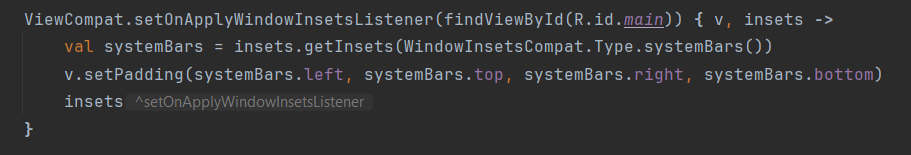 ViewCompat.setOnApplyWindowInsetsListener(findViewById(R.id.main)) { v, insets ->
    val systemBars = insets.getInsets(WindowInsetsCompat.Type.systemBars())
    v.setPadding(systemBars.left, systemBars.top, systemBars.right, systemBars.bottom)
    insets ^setOnApplyWindowInsetsListener
}